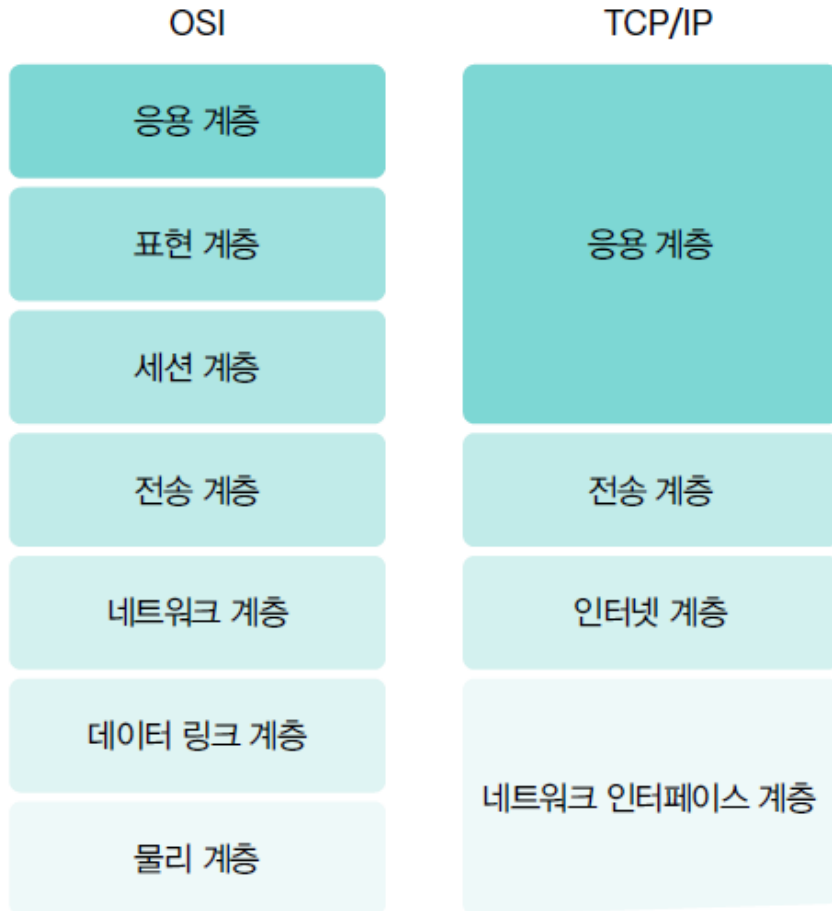 OSI
TCP/IP
응용 계층
표현 계층
세션 계층
전송 계층
네트워크 계층
데이터 링크 계층
물리 계층
응용 계층
전송 계층
인터넷 계층
네트워크 인터페이스 계층